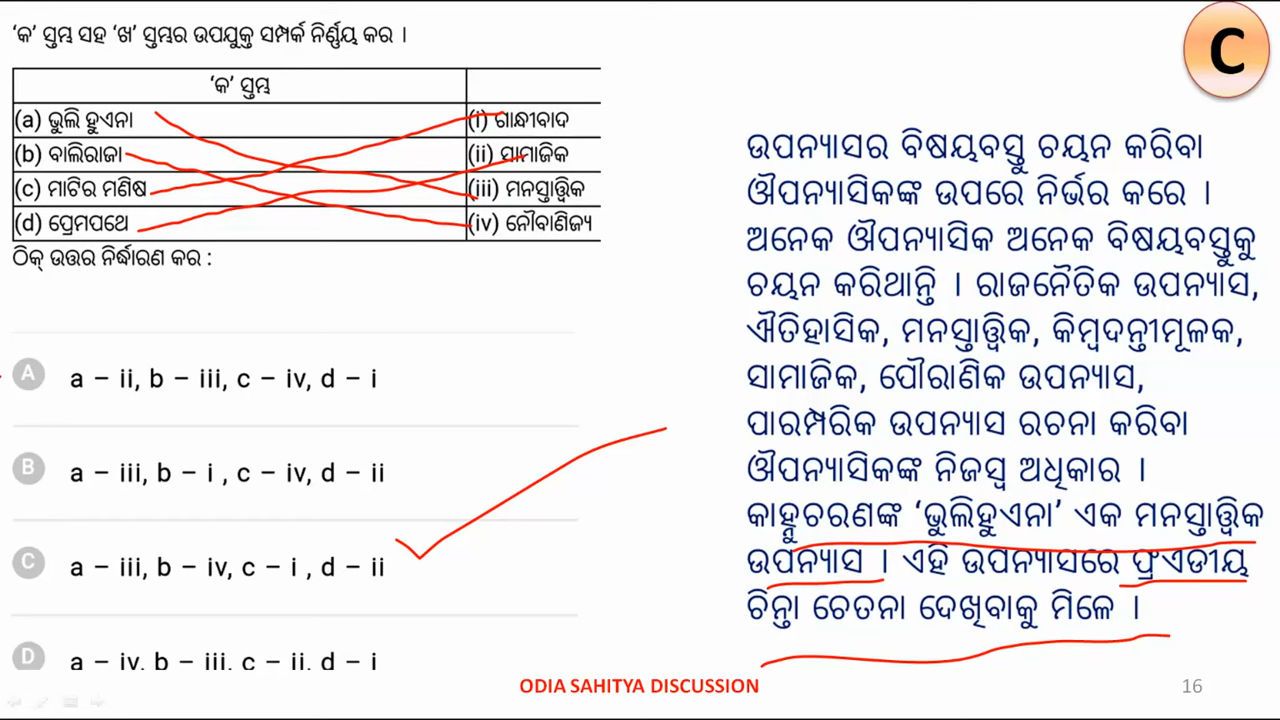 ‘କ’ ସ୍ତମ୍ଭ ସହ ‘ଖ’ ସ୍ତମ୍ଭର ଉପଯୁକ୍ତ ସମ୍ପର୍କ ନିର୍ଣ୍ଣୟ କର ।
‘କ’ ସ୍ତମ୍ଭ
(a) ଭୁଲି ହୁଏନା (i) ଗାନ୍ଧୀବାଦ
(b) ବାଲିରାଜା (ii) ସାମାଜିକ
(c) ମାଟିର ମଣିଷ (iii) ମନସ୍ତାତ୍ତ୍ୱିକ
(d) ପ୍ରେମପଥେ (iv) ନୌବାଣିଜ୍ୟ
ଠିକ୍ ଉତ୍ତର ନିର୍ଦ୍ଧାରଣ କର :
A a – ii, b – iii, c – iv, d – i
B a – iii, b – i , c – iv, d – ii
C a – iii, b – iv, c – i , d – ii
D a – iv, b – iii, c – ii, d – i
C
ଉପନ୍ୟାସର ବିଷୟବସ୍ତୁ ଚୟନ କରିବା
ଔପନ୍ୟାସିକଙ୍କ ଉପରେ ନିର୍ଭର କରେ ।
ଅନେକ ଔପନ୍ୟାସିକ ଅନେକ ବିଷୟବସ୍ତୁକୁ
ଚୟନ କରିଥାନ୍ତି । ରାଜନୈତିକ ଉପନ୍ୟାସ,
ଐତିହାସିକ, ମନସ୍ତାତ୍ତ୍ୱିକ, କିମ୍ବଦନ୍ତୀମୂଳକ,
ସାମାଜିକ, ପୌରାଣିକ ଉପନ୍ୟାସ,
ପାରମ୍ପରିକ ଉପନ୍ୟାସ ରଚନା କରିବା
ଔପନ୍ୟାସିକଙ୍କ ନିଜସ୍ୱ ଅଧିକାର ।
କାହ୍ନୁଚରଣଙ୍କ ‘ଭୁଲିହୁଏନା’ ଏକ ମନସ୍ତାତ୍ତ୍ୱିକ
ଉପନ୍ୟାସ । ଏହି ଉପନ୍ୟାସରେ ଫ୍ରଏଡୀୟ
ଚିନ୍ତା ଚେତନା ଦେଖିବାକୁ ମିଳେ ।
ODIA SAHITYA DISCUSSION
16